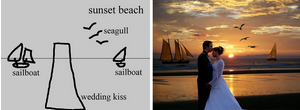 sunset beach
seagull
sailboat
sailboat
wedding kiss